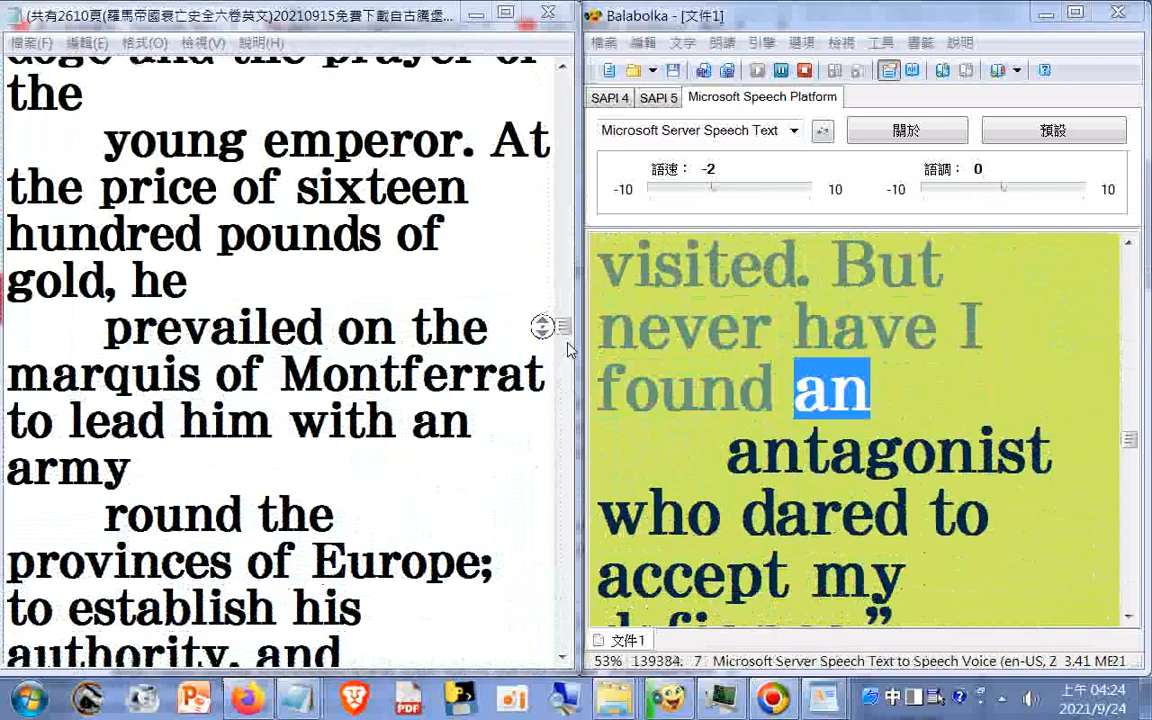 (共有2610頁(羅馬帝國衰亡史全六卷英文)20210915免費下載自古騰堡...
檔案(F) 編輯(E) 格式(O) 檢視(V) 說明(H)
doge and the prayer of
the
young emperor. At
the price of sixteen
hundred pounds of
gold, he
prevailed on the
marquis of Montferrat
to lead him with an
army
round the
provinces of Europe;
to establish his
authority, and
Balabolka - [文件1]
檔案 編輯 文字 朗讀 引擎 選項 檢視 工具 書籤 說明
SAPI 4 SAPI 5 Microsoft Speech Platform
Microsoft Server Speech Text 關於 預設
語速： -2 語調： 0
-10 10 -10 10
visited. But
never have I
found an
antagonist
who dared to
accept my
defiance.”
文件1
53% 139384. 7 Microsoft Server Speech Text to Speech Voice (en-US, Z 3.41 ME21
中 上午 04:24
2021/9/24